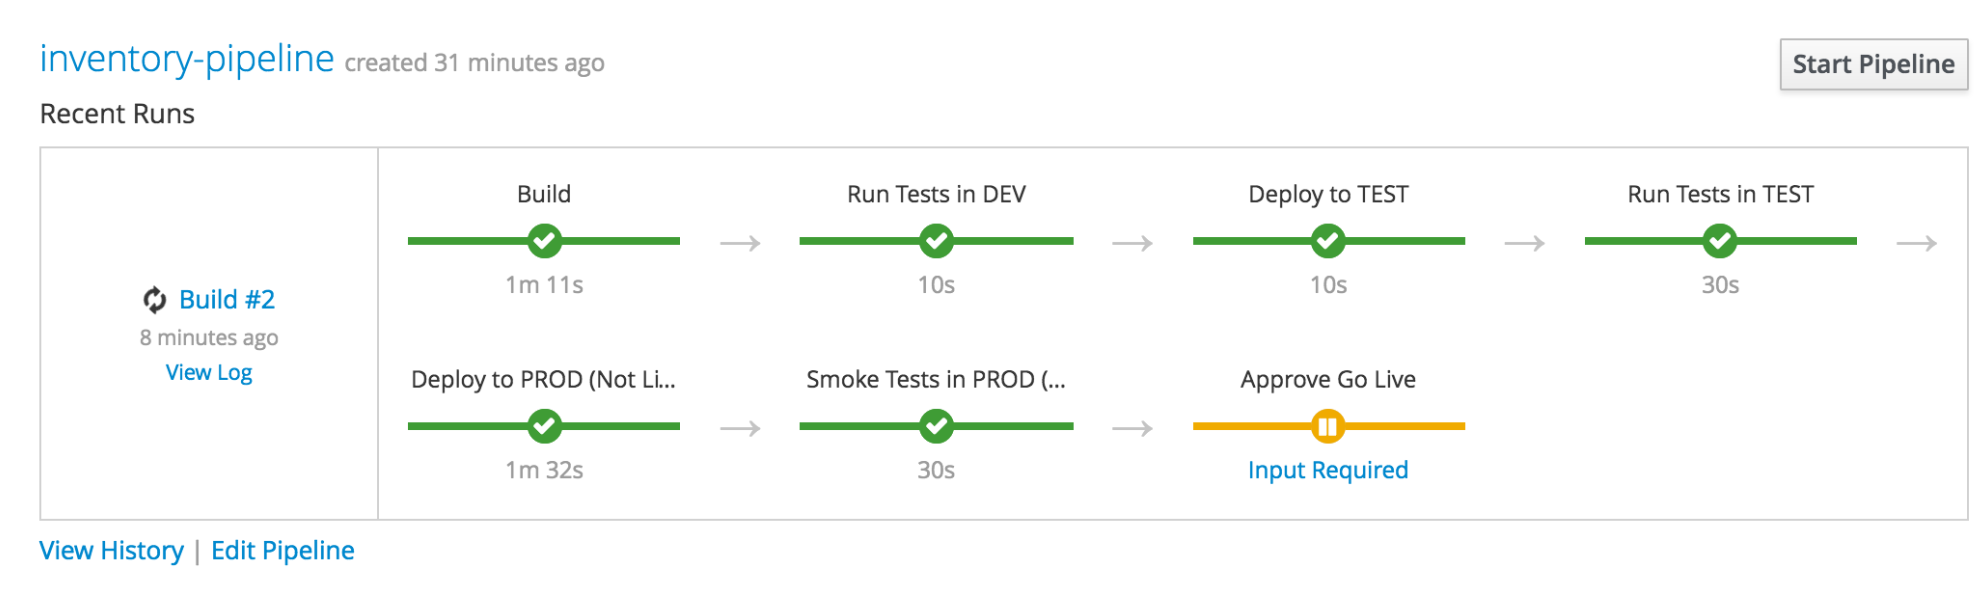 inventory-pipeline created 31 minutes ago
Start Pipeline
Recent Runs
Build #2
8 minutes ago
View Log
Build
Run Tests in DEV
Deploy to TEST
Run Tests in TEST
1m 11s
10s
10s
30s
Deploy to PROD (Not Li...
Smoke Tests in PROD (...
Approve Go Live
1m 32s
30s
Input Required
View History | Edit Pipeline